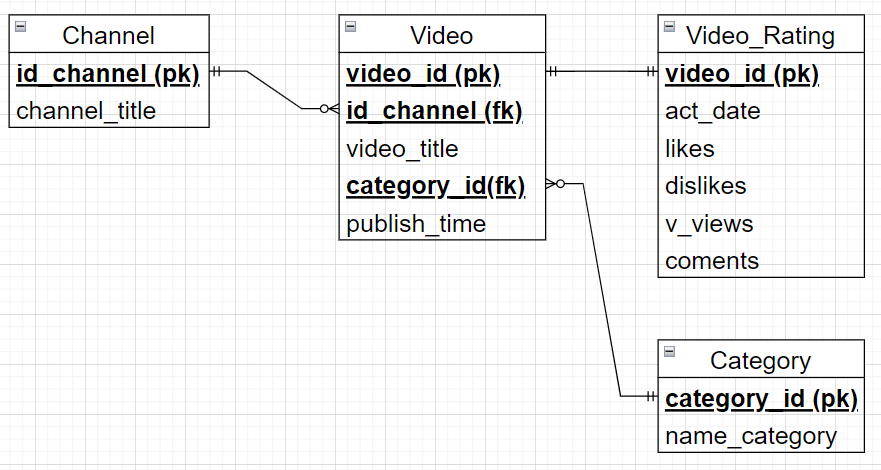 Channel
id_channel (pk)
channel_title
Video
video_id (pk)
id_channel (fk)
video_title
category_id(fk)
publish_time
Video_Rating
video_id (pk)
act_date
likes
dislikes
v_views
coments
Category
category_id (pk)
name_category